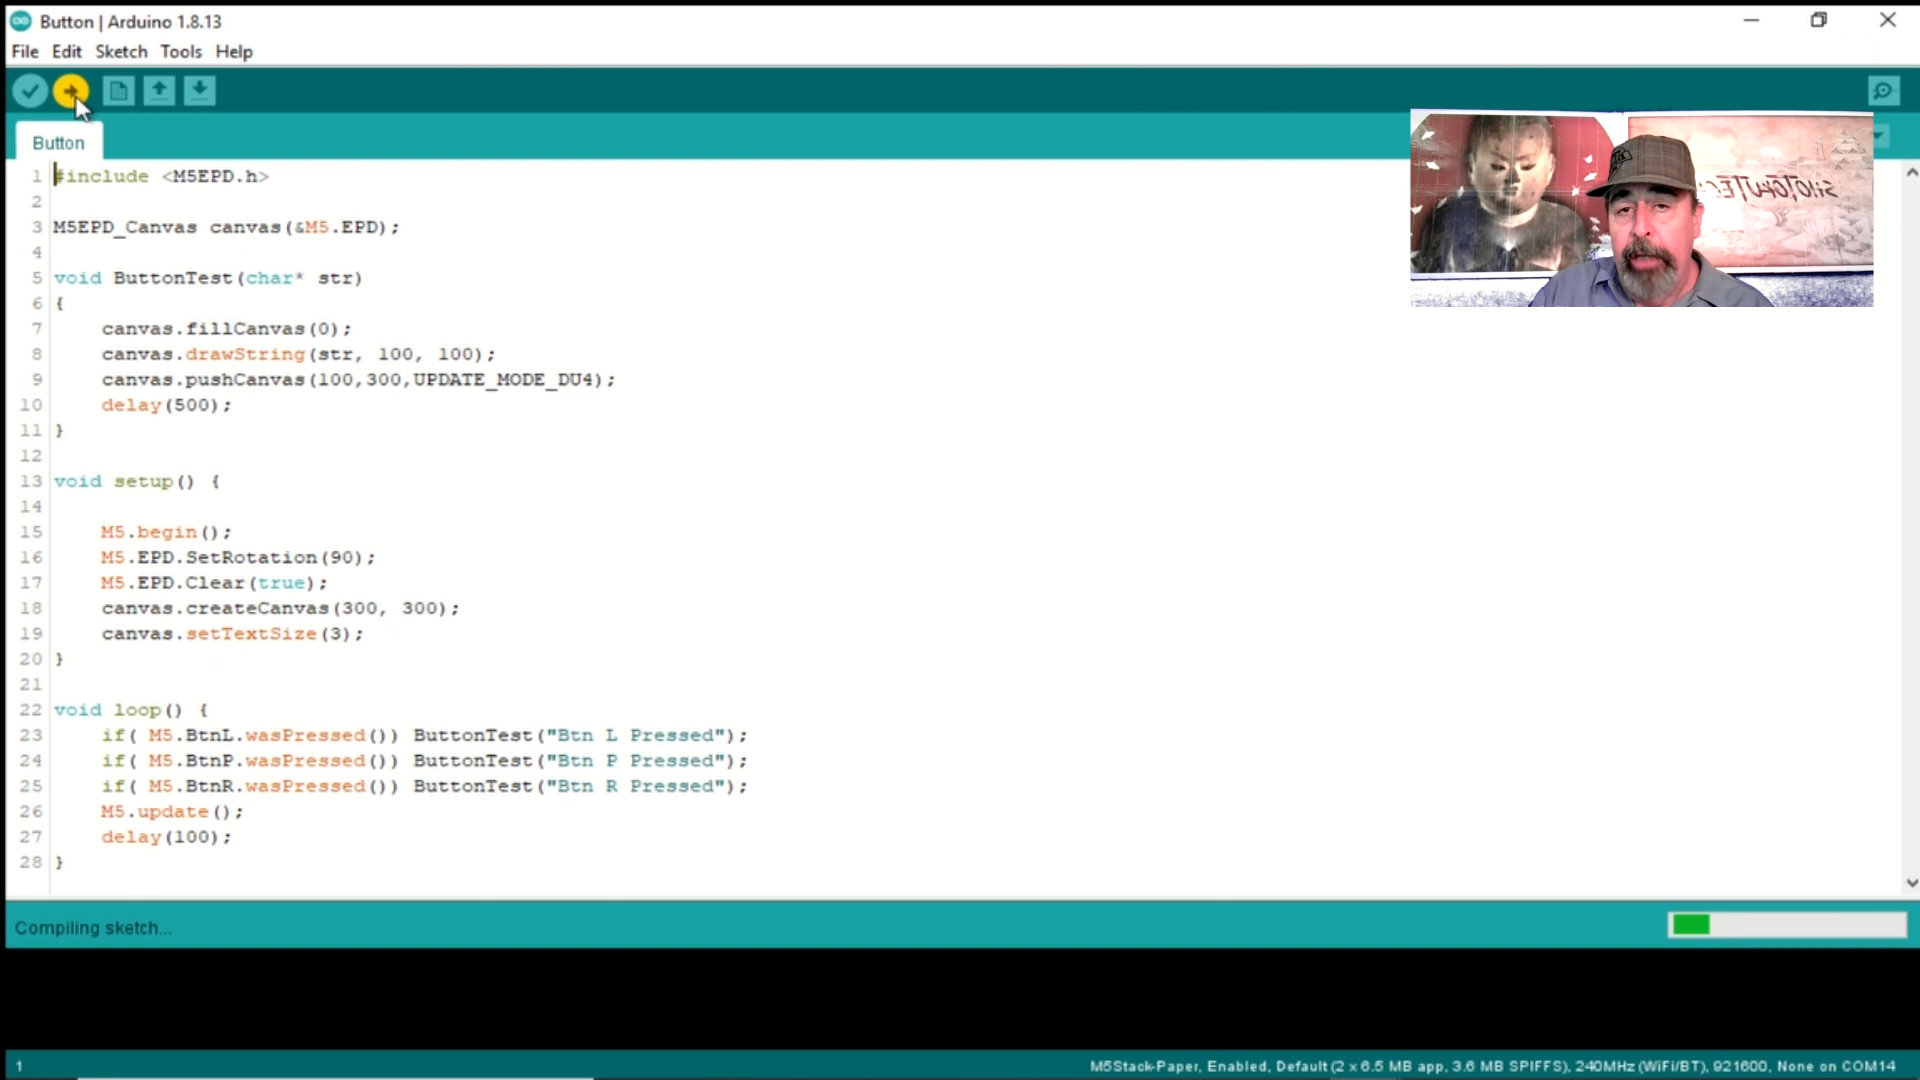 Button | Arduino 1.8.13
File Edit Sketch Tools Help
Button
1 #include <M5EPD.h>
2
3 M5EPD_Canvas canvas(&M5.EPD);
4
5 void ButtonTest(char* str)
6 {
7 canvas.fillCanvas(0);
8 canvas.drawString(str, 100, 100);
9 canvas.pushCanvas(100,300,UPDATE_MODE_DU4);
10 delay(500);
11 }
12
13 void setup() {
14
15 M5.begin();
16 M5.EPD.SetRotation(90);
17 M5.EPD.Clear(true);
18 canvas.createCanvas(300, 300);
19 canvas.setTextSize(3);
20 }
21
22 void loop() {
23 if( M5.BtnL.wasPressed()) ButtonTest("Btn L Pressed");
24 if( M5.BtnP.wasPressed()) ButtonTest("Btn P Pressed");
25 if( M5.BtnR.wasPressed()) ButtonTest("Btn R Pressed");
26 M5.update();
27 delay(100);
28 }
Compiling sketch...
1 M5Stack-Paper, Enabled, Default (2 x 6.5 MB app, 3.6 MB SPIFFS), 240MHz (WiFi/BT), 921600, None on COM14